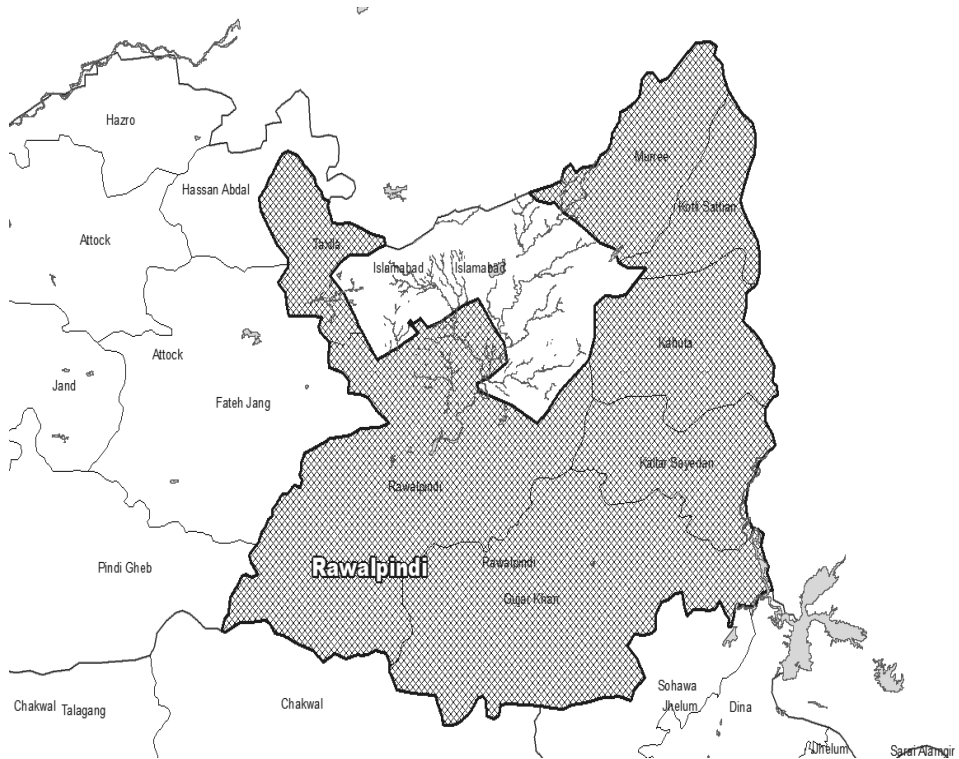 Hazro
Murree
Hassan Abdal
Kotli Sattian
Attock
Taxila
Islamabad
Islamabad
Kahuta
Attock
Jand
Fateh Jang
Kallar Sayedan
Rawalpindi
Rawalpindi
Pindi Gheb
Rawalpindi
Gujar Khan
Sohawa
Chakwal
Talagang
Chakwal
Jhelum
Dina
Jhelum
Sarai Alamgir